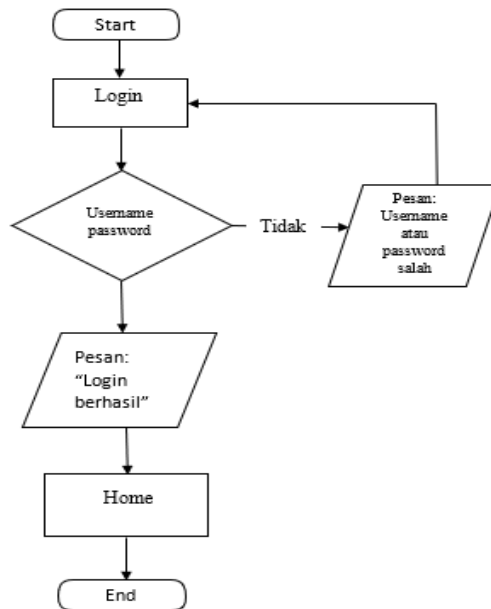 Start
Login
Username
password
Tidak
Pesan:
Username
atau
password
salah
Pesan:
“Login
berhasil”
Home
End